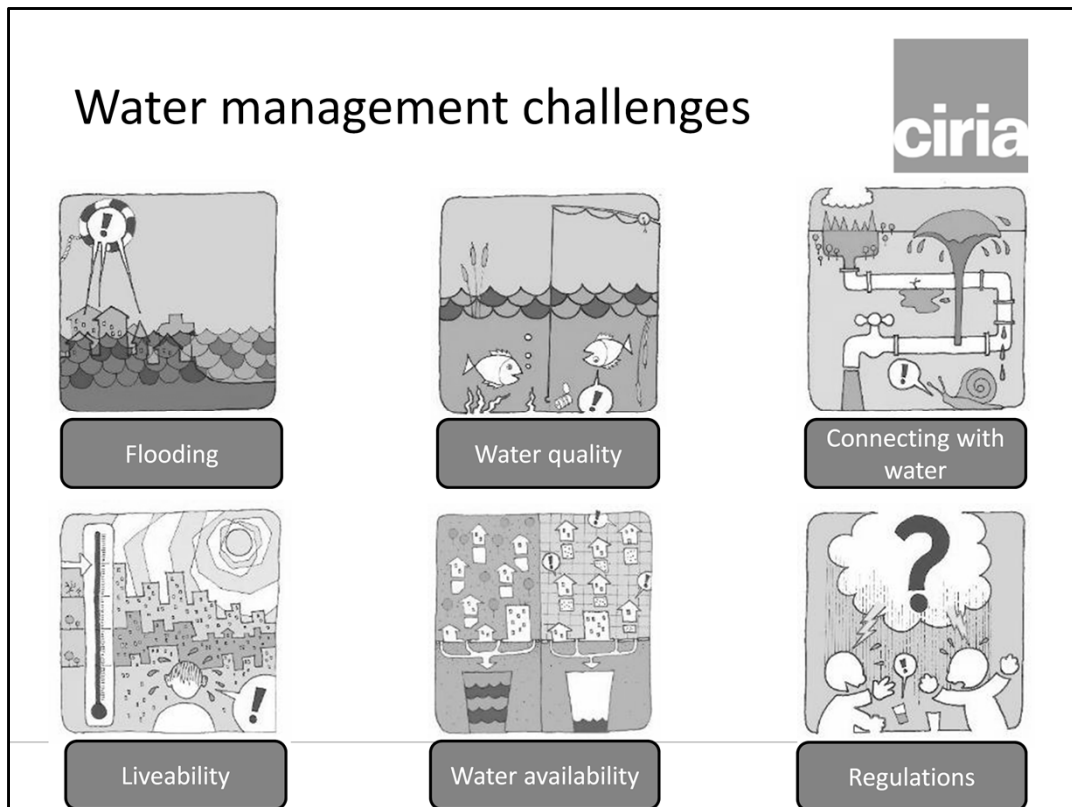 Water management challenges
ciria
!
!
!
Flooding
Water quality
Connecting with
water
!
!
!
!
?
!
Liveability
Water availability
Regulations